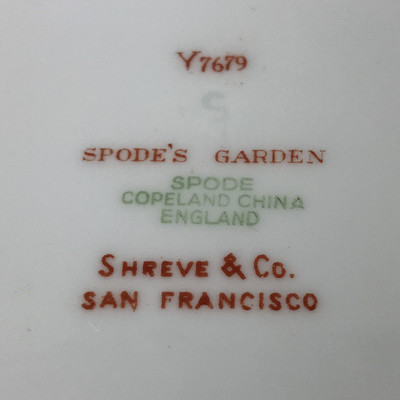 Y7679
S
SPODE'S GARDEN
SPODE
COPELAND CHINA
ENGLAND
SHREVE & CO.
SAN FRANCISCO